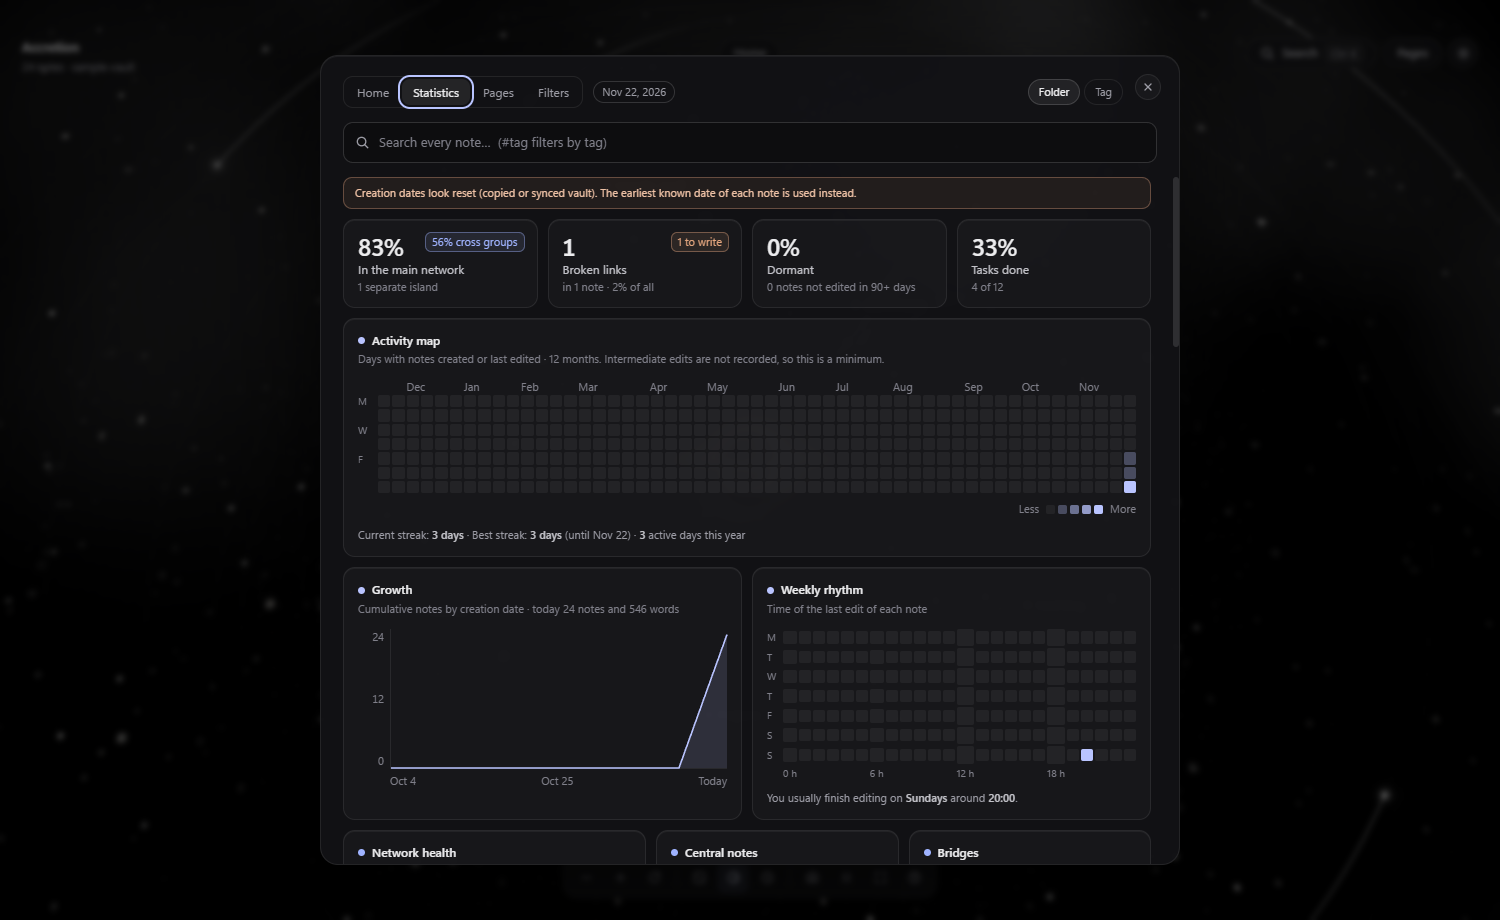 Accretion
Home
Search
Pages
Home
Statistics
Pages
Filters
Nov 22, 2026
Folder
Tag
Search every note... (#tag filters by tag)
Creation dates look reset (copied or synced vault). The earliest known date of each note is used instead.
83%
56% cross groups
In the main network
1 separate island
1
1 to write
Broken links
in 1 note · 2% of all
0%
Dormant
0 notes not edited in 90+ days
33%
Tasks done
4 of 12
Activity map
Days with notes created or last edited · 12 months. Intermediate edits are not recorded, so this is a minimum.
Dec Jan Feb Mar Apr May Jun Jul Aug Sep Oct Nov
M
W
F
Less More
Current streak: 3 days · Best streak: 3 days (until Nov 22) · 3 active days this year
Growth
Cumulative notes by creation date · today 24 notes and 546 words
24
12
0
Oct 4 Oct 25 Today
Weekly rhythm
Time of the last edit of each note
M
T
W
T
F
S
S
0 h 6 h 12 h 18 h
You usually finish editing on Sundays around 20:00.
Network health
Central notes
Bridges